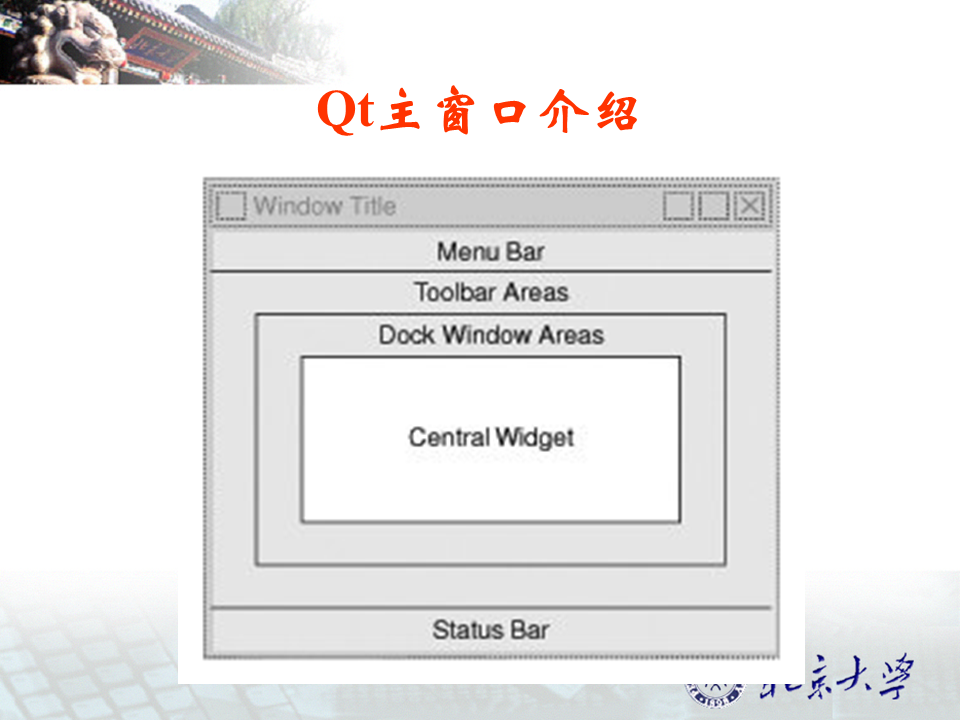 Qt主窗口介绍
Window Title
Menu Bar
Toolbar Areas
Dock Window Areas
Central Widget
Status Bar
北京大学